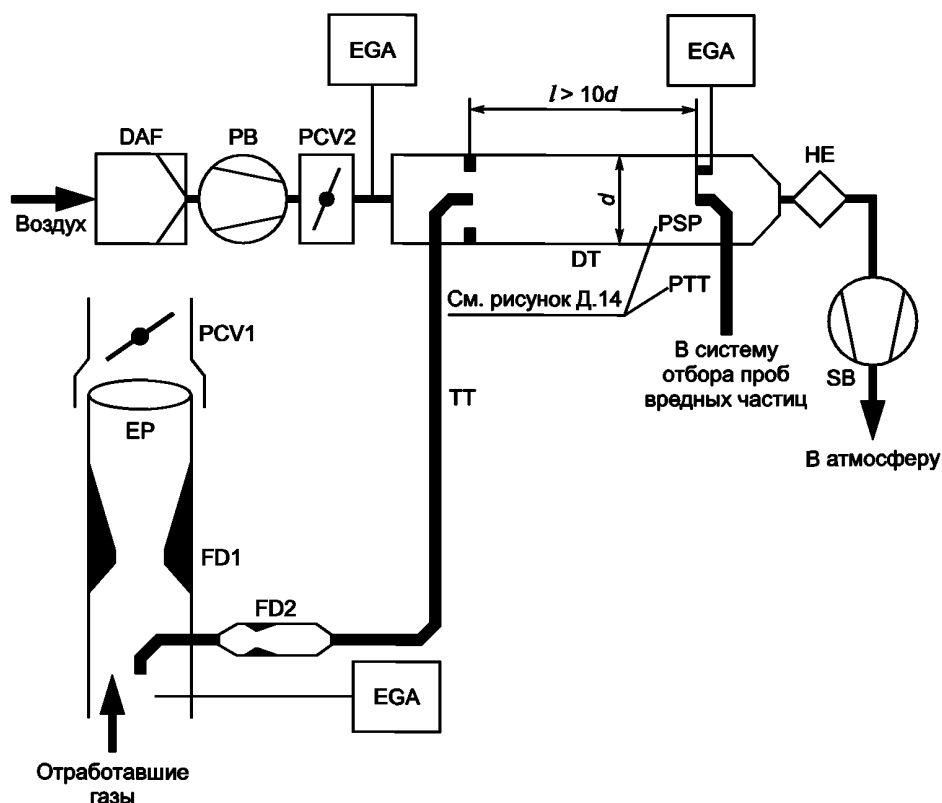 EGA
EGA
l > 10d
DAF
PB
PCV2
HE
Воздух
d
PSP
DT
PTT
См. рисунок Д.14
PCV1
В систему
отбора проб
вредных частиц
SB
TT
EP
В атмосферу
FD1
FD2
EGA
Отработавшие
газы